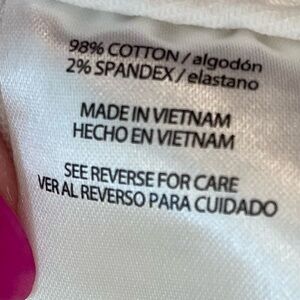 98% COTTON / algodón
2% SPANDEX / elastano
MADE IN VIETNAM
HECHO EN VIETNAM
SEE REVERSE FOR CARE
VER AL REVERSO PARA CUIDADO